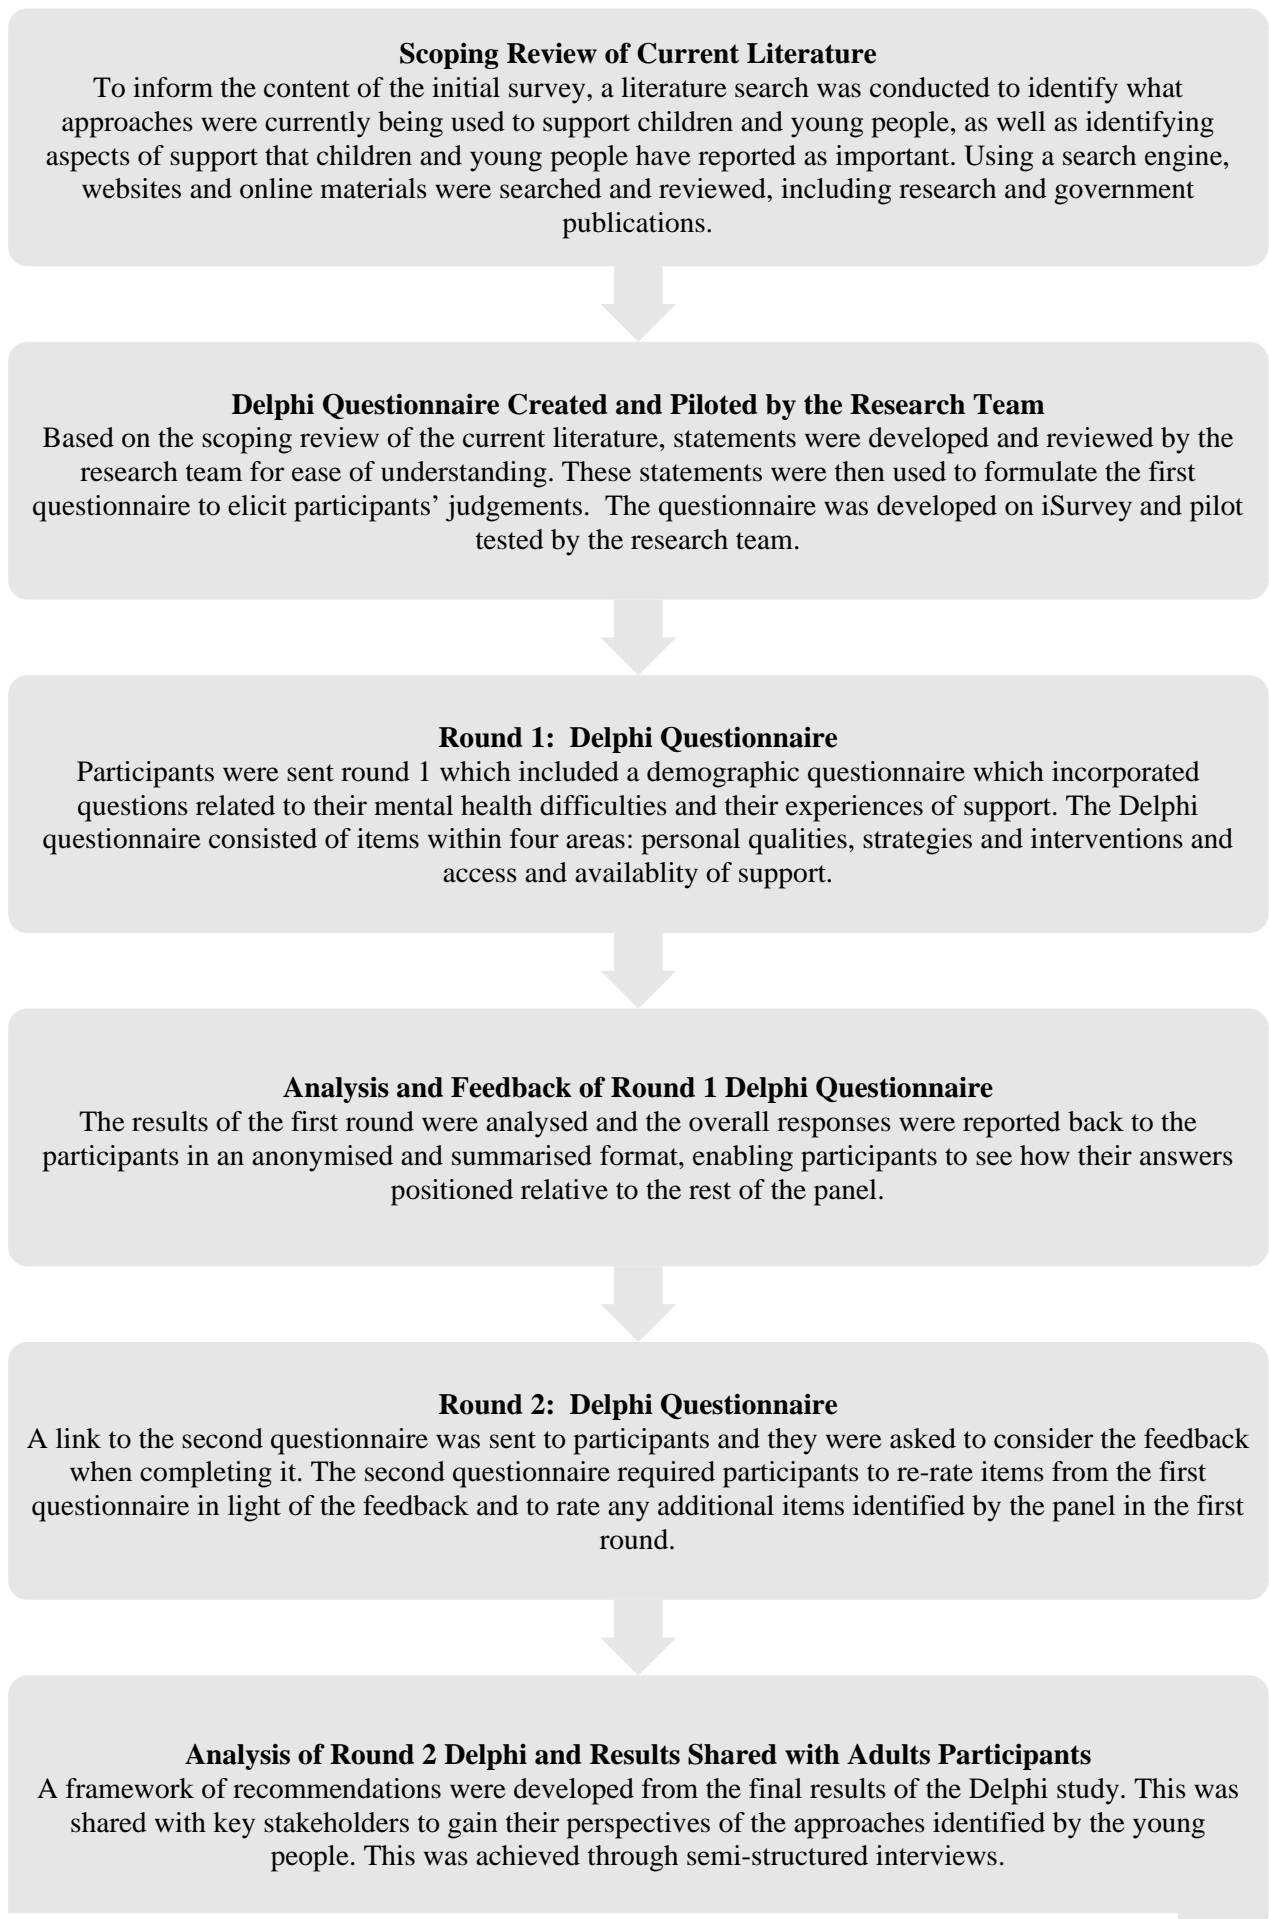 Scoping Review of Current Literature
To inform the content of the initial survey, a literature search was conducted to identify what
approaches were currently being used to support children and young people, as well as identifying
aspects of support that children and young people have reported as important. Using a search engine,
websites and online materials were searched and reviewed, including research and government
publications.
Delphi Questionnaire Created and Piloted by the Research Team
Based on the scoping review of the current literature, statements were developed and reviewed by the
research team for ease of understanding. These statements were then used to formulate the first
questionnaire to elicit participants’ judgements.  The questionnaire was developed on iSurvey and pilot
tested by the research team.
Round 1:  Delphi Questionnaire
Participants were sent round 1 which included a demographic questionnaire which incorporated
questions related to their mental health difficulties and their experiences of support. The Delphi
questionnaire consisted of items within four areas: personal qualities, strategies and interventions and
access and availablity of support.
Analysis and Feedback of Round 1 Delphi Questionnaire
The results of the first round were analysed and the overall responses were reported back to the
participants in an anonymised and summarised format, enabling participants to see how their answers
positioned relative to the rest of the panel.
Round 2:  Delphi Questionnaire
A link to the second questionnaire was sent to participants and they were asked to consider the feedback
when completing it. The second questionnaire required participants to re-rate items from the first
questionnaire in light of the feedback and to rate any additional items identified by the panel in the first
round.
Analysis of Round 2 Delphi and Results Shared with Adults Participants
A framework of recommendations were developed from the final results of the Delphi study. This was
shared with key stakeholders to gain their perspectives of the approaches identified by the young
people. This was achieved through semi-structured interviews.